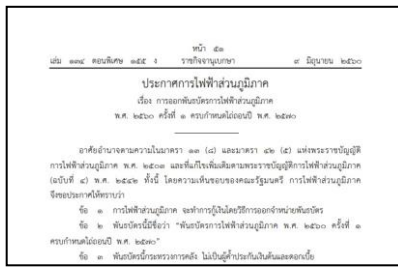 หน้า ๕๑
เล่ม ๑๓๔ ตอนพิเศษ ๑๕๕ ง ราชกิจจานุเบกษา ๙ มิถุนายน ๒๕๖๐
ประกาศการไฟฟ้าส่วนภูมิภาค
เรื่อง การออกพันธบัตรการไฟฟ้าส่วนภูมิภาค
พ.ศ. ๒๕๖๐ ครั้งที่ ๑ ครบกำหนดไถ่ถอนปี พ.ศ. ๒๕๗๐
อาศัยอำนาจตามความในมาตรา ๑๓ (๘) และมาตรา ๔๒ (๕) แห่งพระราชบัญญัติ
การไฟฟ้าส่วนภูมิภาค พ.ศ. ๒๕๐๓ และที่แก้ไขเพิ่มเติมตามพระราชบัญญัติการไฟฟ้าส่วนภูมิภาค
(ฉบับที่ ๔) พ.ศ. ๒๕๔๒ ทั้งนี้ โดยความเห็นชอบของคณะรัฐมนตรี การไฟฟ้าส่วนภูมิภาค
จึงขอประกาศให้ทราบว่า
ข้อ ๑ การไฟฟ้าส่วนภูมิภาค จะทำการกู้เงินโดยวิธีการออกจำหน่ายพันธบัตร
ข้อ ๒ พันธบัตรนี้มีชื่อว่า “พันธบัตรการไฟฟ้าส่วนภูมิภาค พ.ศ. ๒๕๖๐ ครั้งที่ ๑
ครบกำหนดไถ่ถอนปี พ.ศ. ๒๕๗๐”
ข้อ ๓ พันธบัตรนี้กระทรวงการคลัง ไม่เป็นผู้ค้ำประกันเงินต้นและดอกเบี้ย